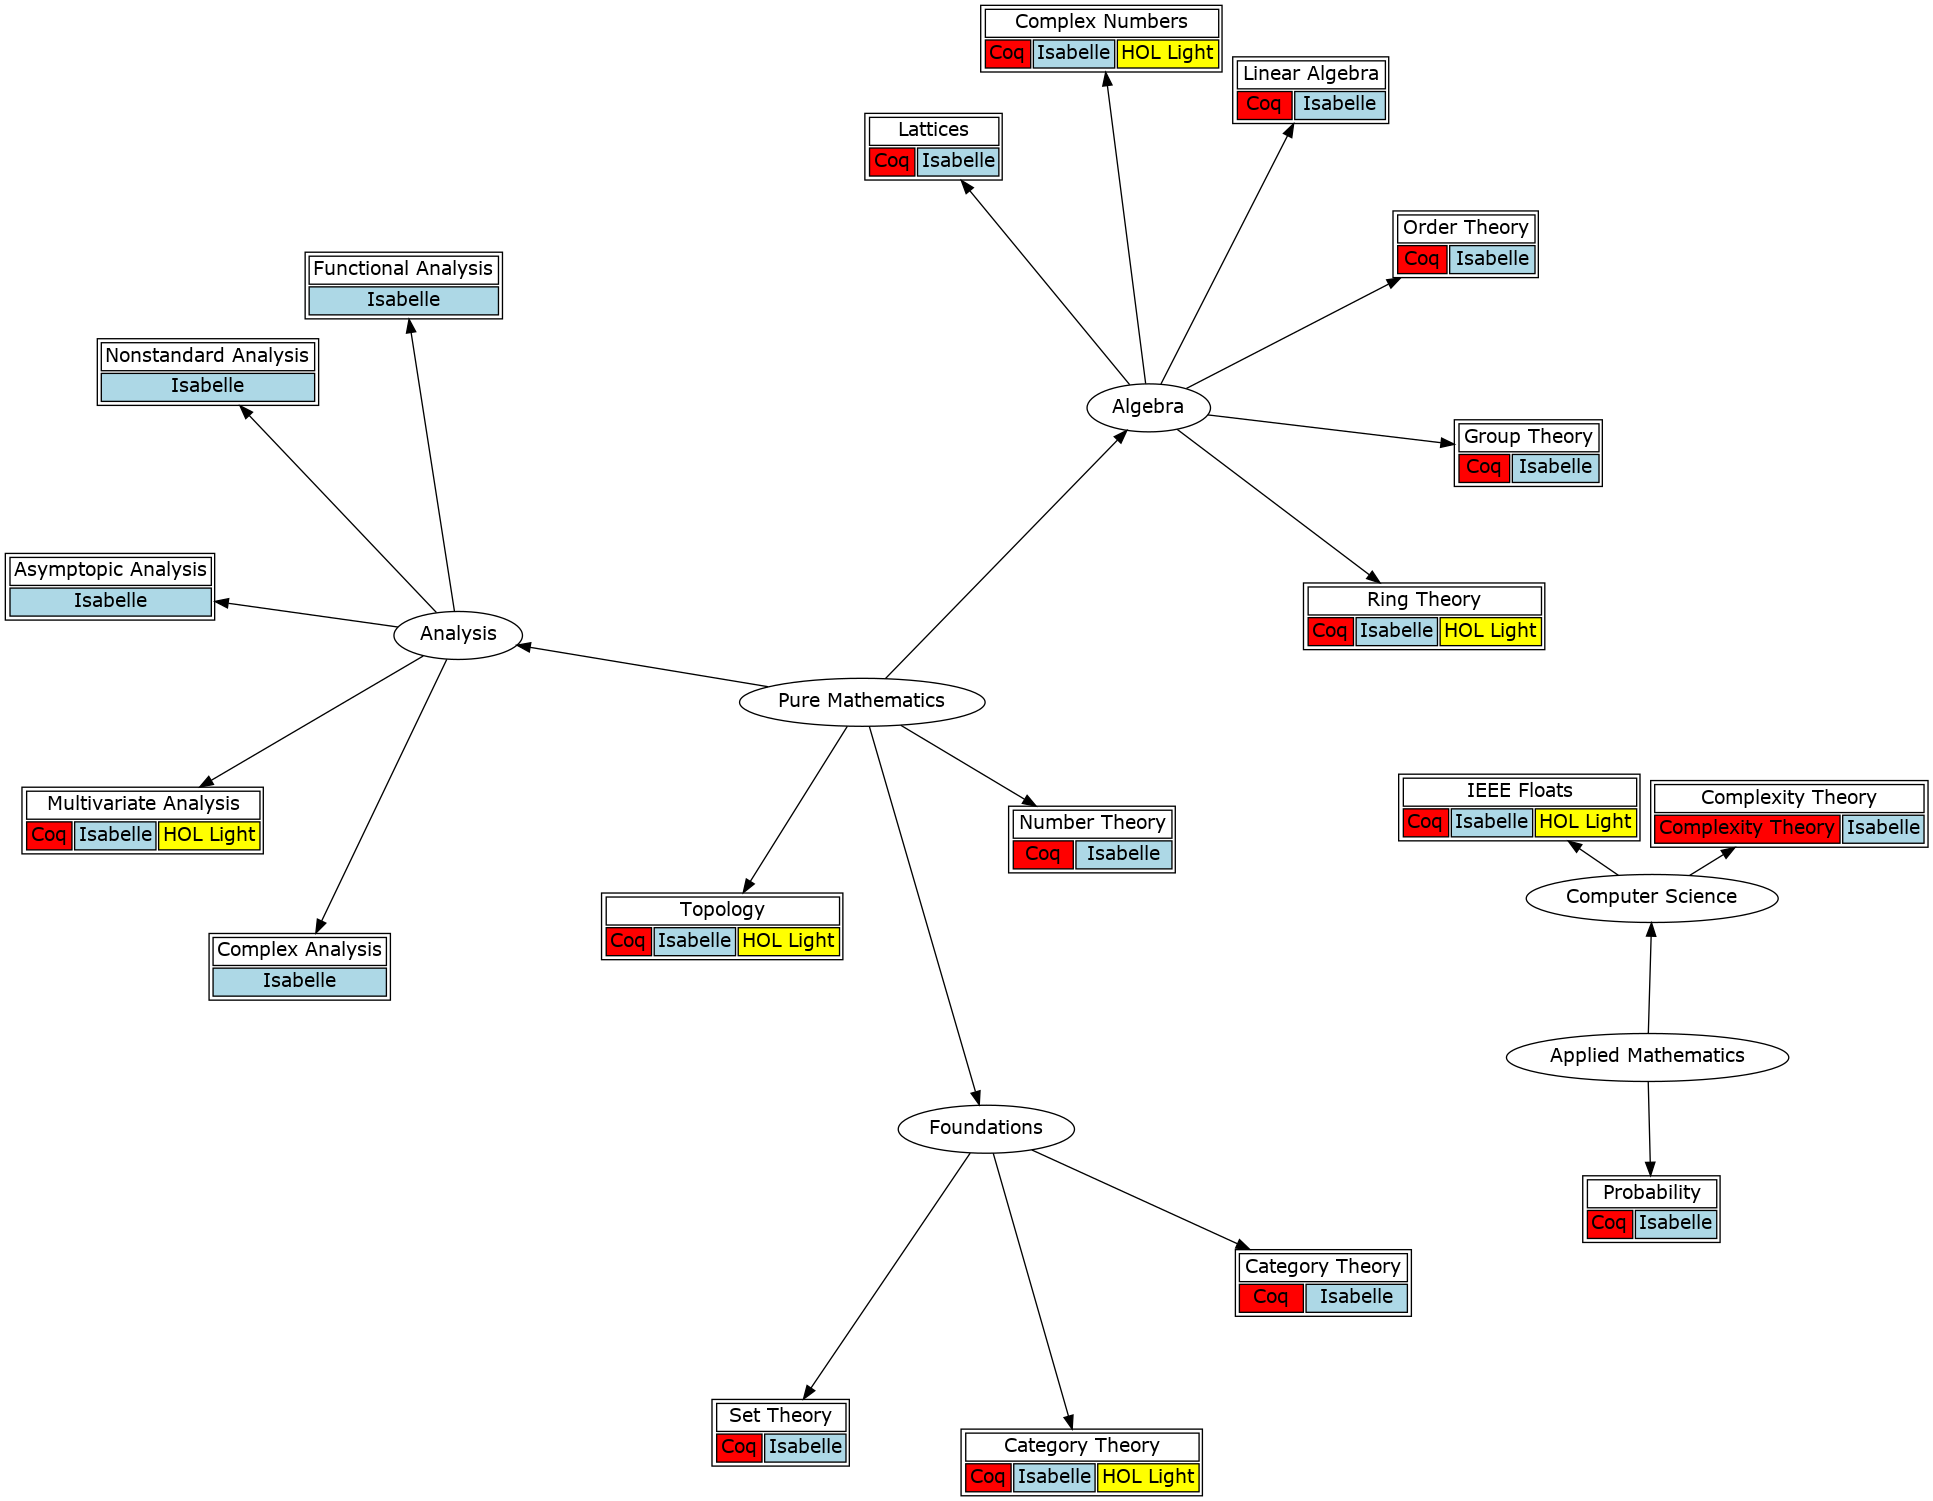 Complex Numbers
Coq Isabelle HOL Light
Linear Algebra
Coq Isabelle
Lattices
Coq Isabelle
Order Theory
Coq Isabelle
Functional Analysis
Isabelle
Nonstandard Analysis
Isabelle
Algebra
Group Theory
Coq Isabelle
Asymptopic Analysis
Isabelle
Ring Theory
Coq Isabelle HOL Light
Analysis
Pure Mathematics
Multivariate Analysis
Coq Isabelle HOL Light
Number Theory
Coq Isabelle
IEEE Floats
Coq Isabelle HOL Light
Complexity Theory
Complexity Theory Isabelle
Topology
Coq Isabelle HOL Light
Computer Science
Complex Analysis
Isabelle
Applied Mathematics
Foundations
Probability
Coq Isabelle
Category Theory
Coq Isabelle
Set Theory
Coq Isabelle
Category Theory
Coq Isabelle HOL Light